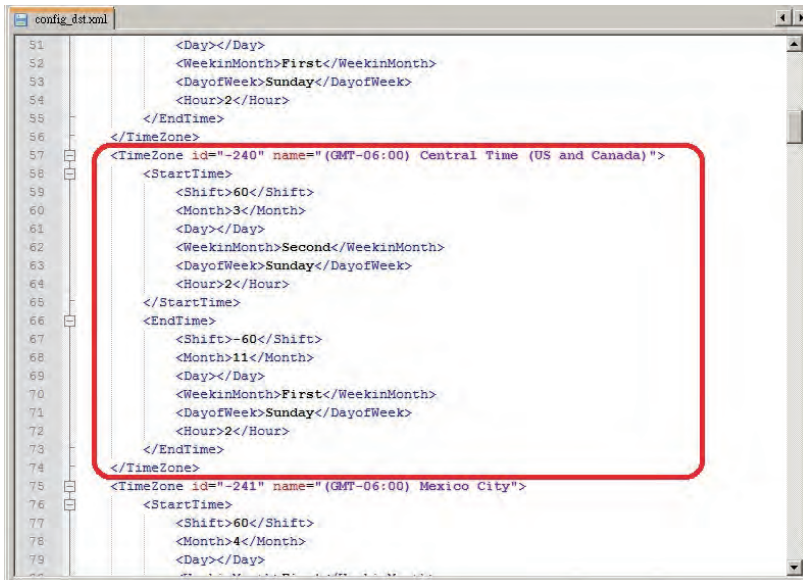 config_dst.xml
51 <Day></Day>
52 <WeekinMonth>First</WeekinMonth>
53 <DayofWeek>Sunday</DayofWeek>
54 <Hour>2</Hour>
55 </EndTime>
56 </TimeZone>
57 <TimeZone id="-240" name="(GMT-06:00) Central Time (US and Canada)">
58 <StartTime>
59 <Shift>60</Shift>
60 <Month>3</Month>
61 <Day></Day>
62 <WeekinMonth>Second</WeekinMonth>
63 <DayofWeek>Sunday</DayofWeek>
64 <Hour>2</Hour>
65 </StartTime>
66 <EndTime>
67 <Shift>-60</Shift>
68 <Month>11</Month>
69 <Day></Day>
70 <WeekinMonth>First</WeekinMonth>
71 <DayofWeek>Sunday</DayofWeek>
72 <Hour>2</Hour>
73 </EndTime>
74 </TimeZone>
75 <TimeZone id="-241" name="(GMT-06:00) Mexico City">
76 <StartTime>
77 <Shift>60</Shift>
78 <Month>4</Month>
79 <Day></Day>